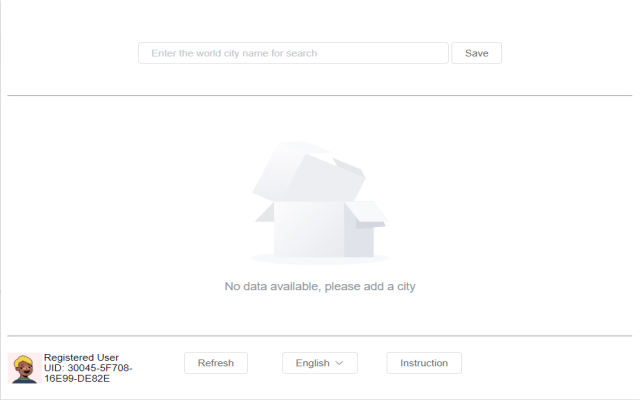 Enter the world city name for search
Save
No data available, please add a city
Registered User
UID: 30045-5F708-
16E99-DE82E
Refresh
English
Instruction